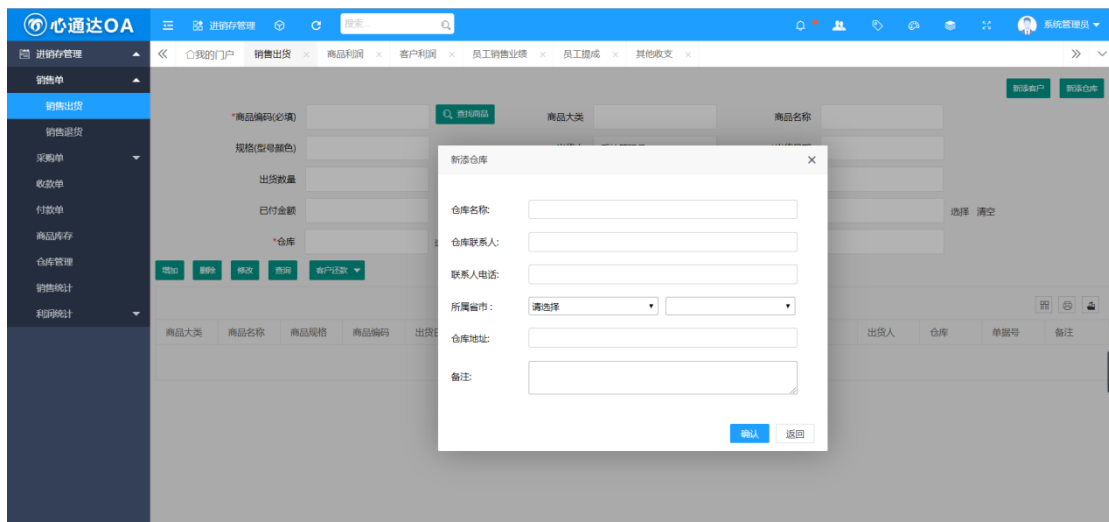 心通达OA
进销存管理
搜索...
系统管理员
进销存管理
我的门户 销售出货 商品利润 客户利润 员工销售业绩 员工提成 其他收支
销售单
销售出货
销售退货
采购单
收款单
付款单
商品库存
仓库管理
销售统计
利润统计
新添客户 新添仓库
*商品编码(必填) 查找商品 商品大类 商品名称
规格(型号颜色)
出货数量
已付金额 选择 清空
*仓库
增加 删除 修改 查询 客户还款
商品大类 商品名称 商品规格 商品编码 出货 出货人 仓库 单据号 备注
新添仓库
仓库名称:
仓库联系人:
联系人电话:
所属省市： 请选择
仓库地址:
备注:
确认 返回